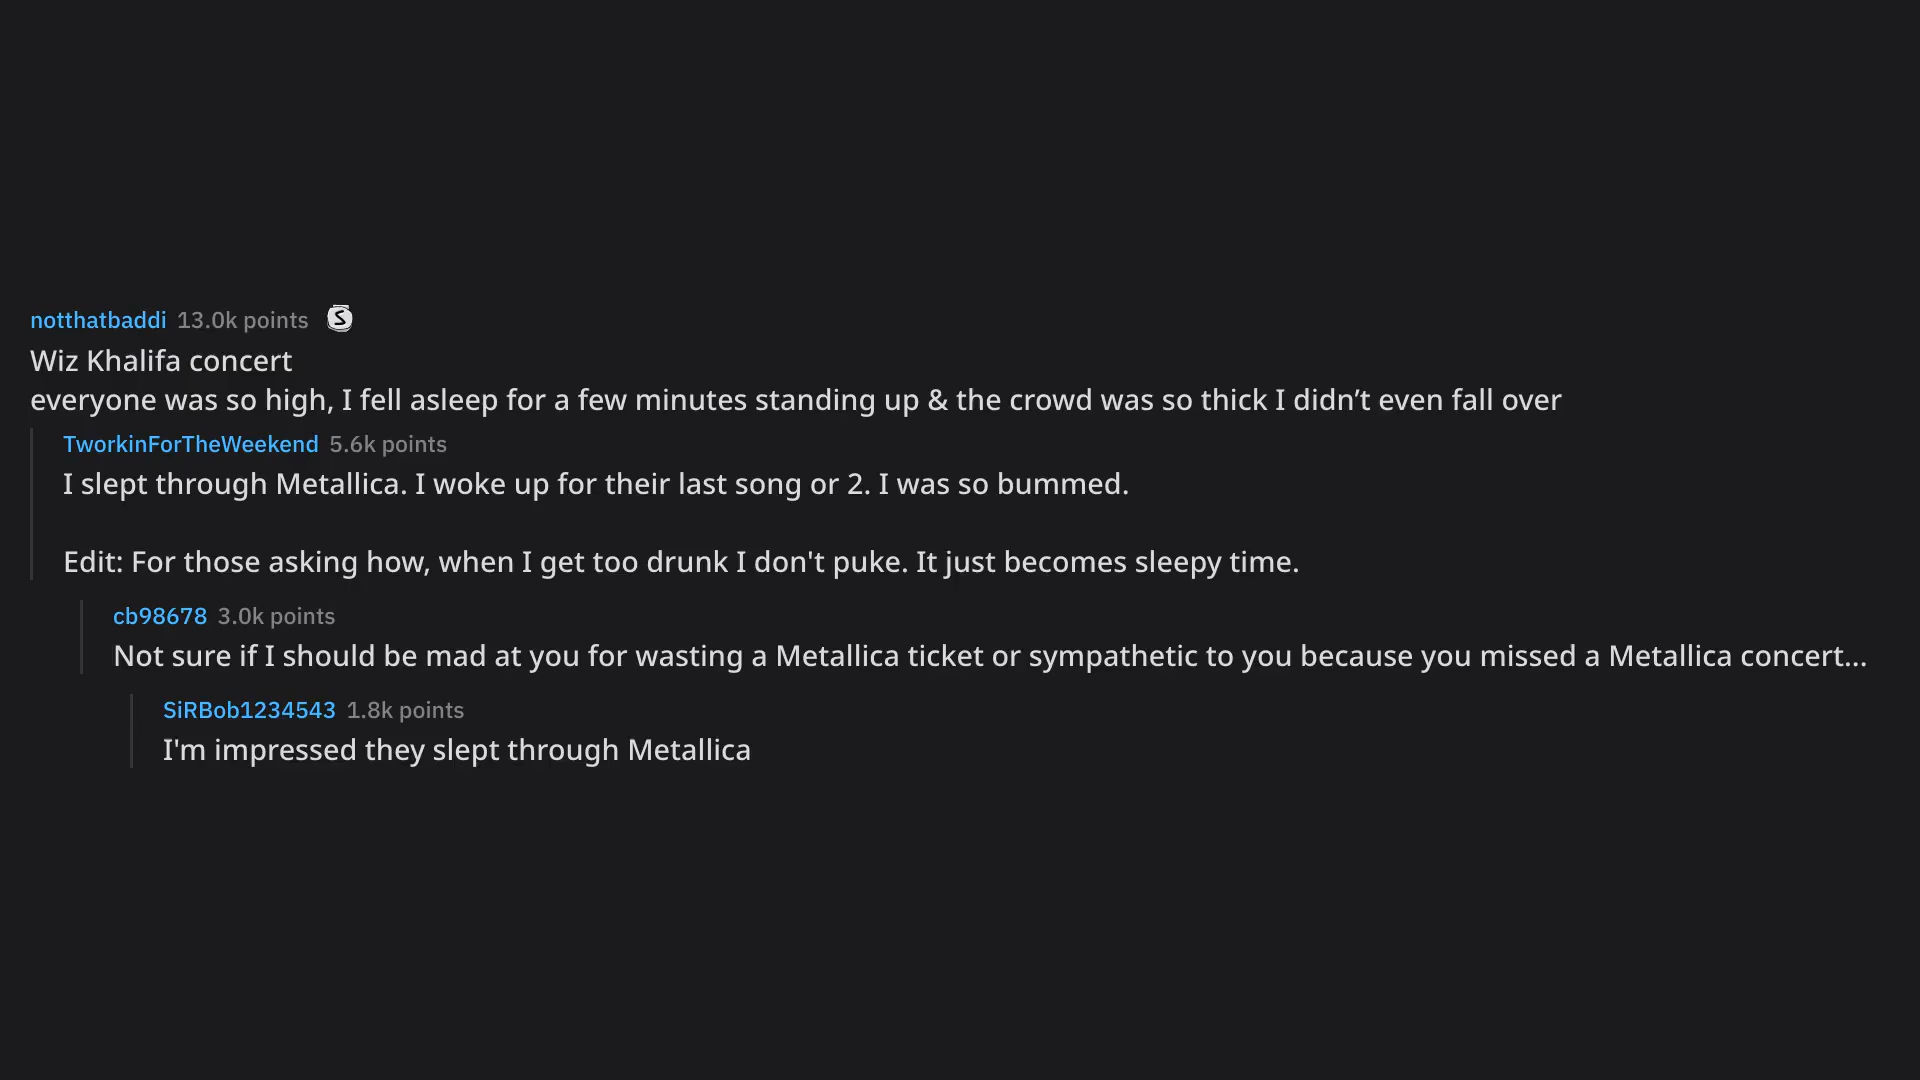 notthatbaddi 13.0k points S
Wiz Khalifa concert
everyone was so high, I fell asleep for a few minutes standing up & the crowd was so thick I didn’t even fall over
TworkinForTheWeekend 5.6k points
I slept through Metallica. I woke up for their last song or 2. I was so bummed.
Edit: For those asking how, when I get too drunk I don't puke. It just becomes sleepy time.
cb98678 3.0k points
Not sure if I should be mad at you for wasting a Metallica ticket or sympathetic to you because you missed a Metallica concert...
SiRBob1234543 1.8k points
I'm impressed they slept through Metallica